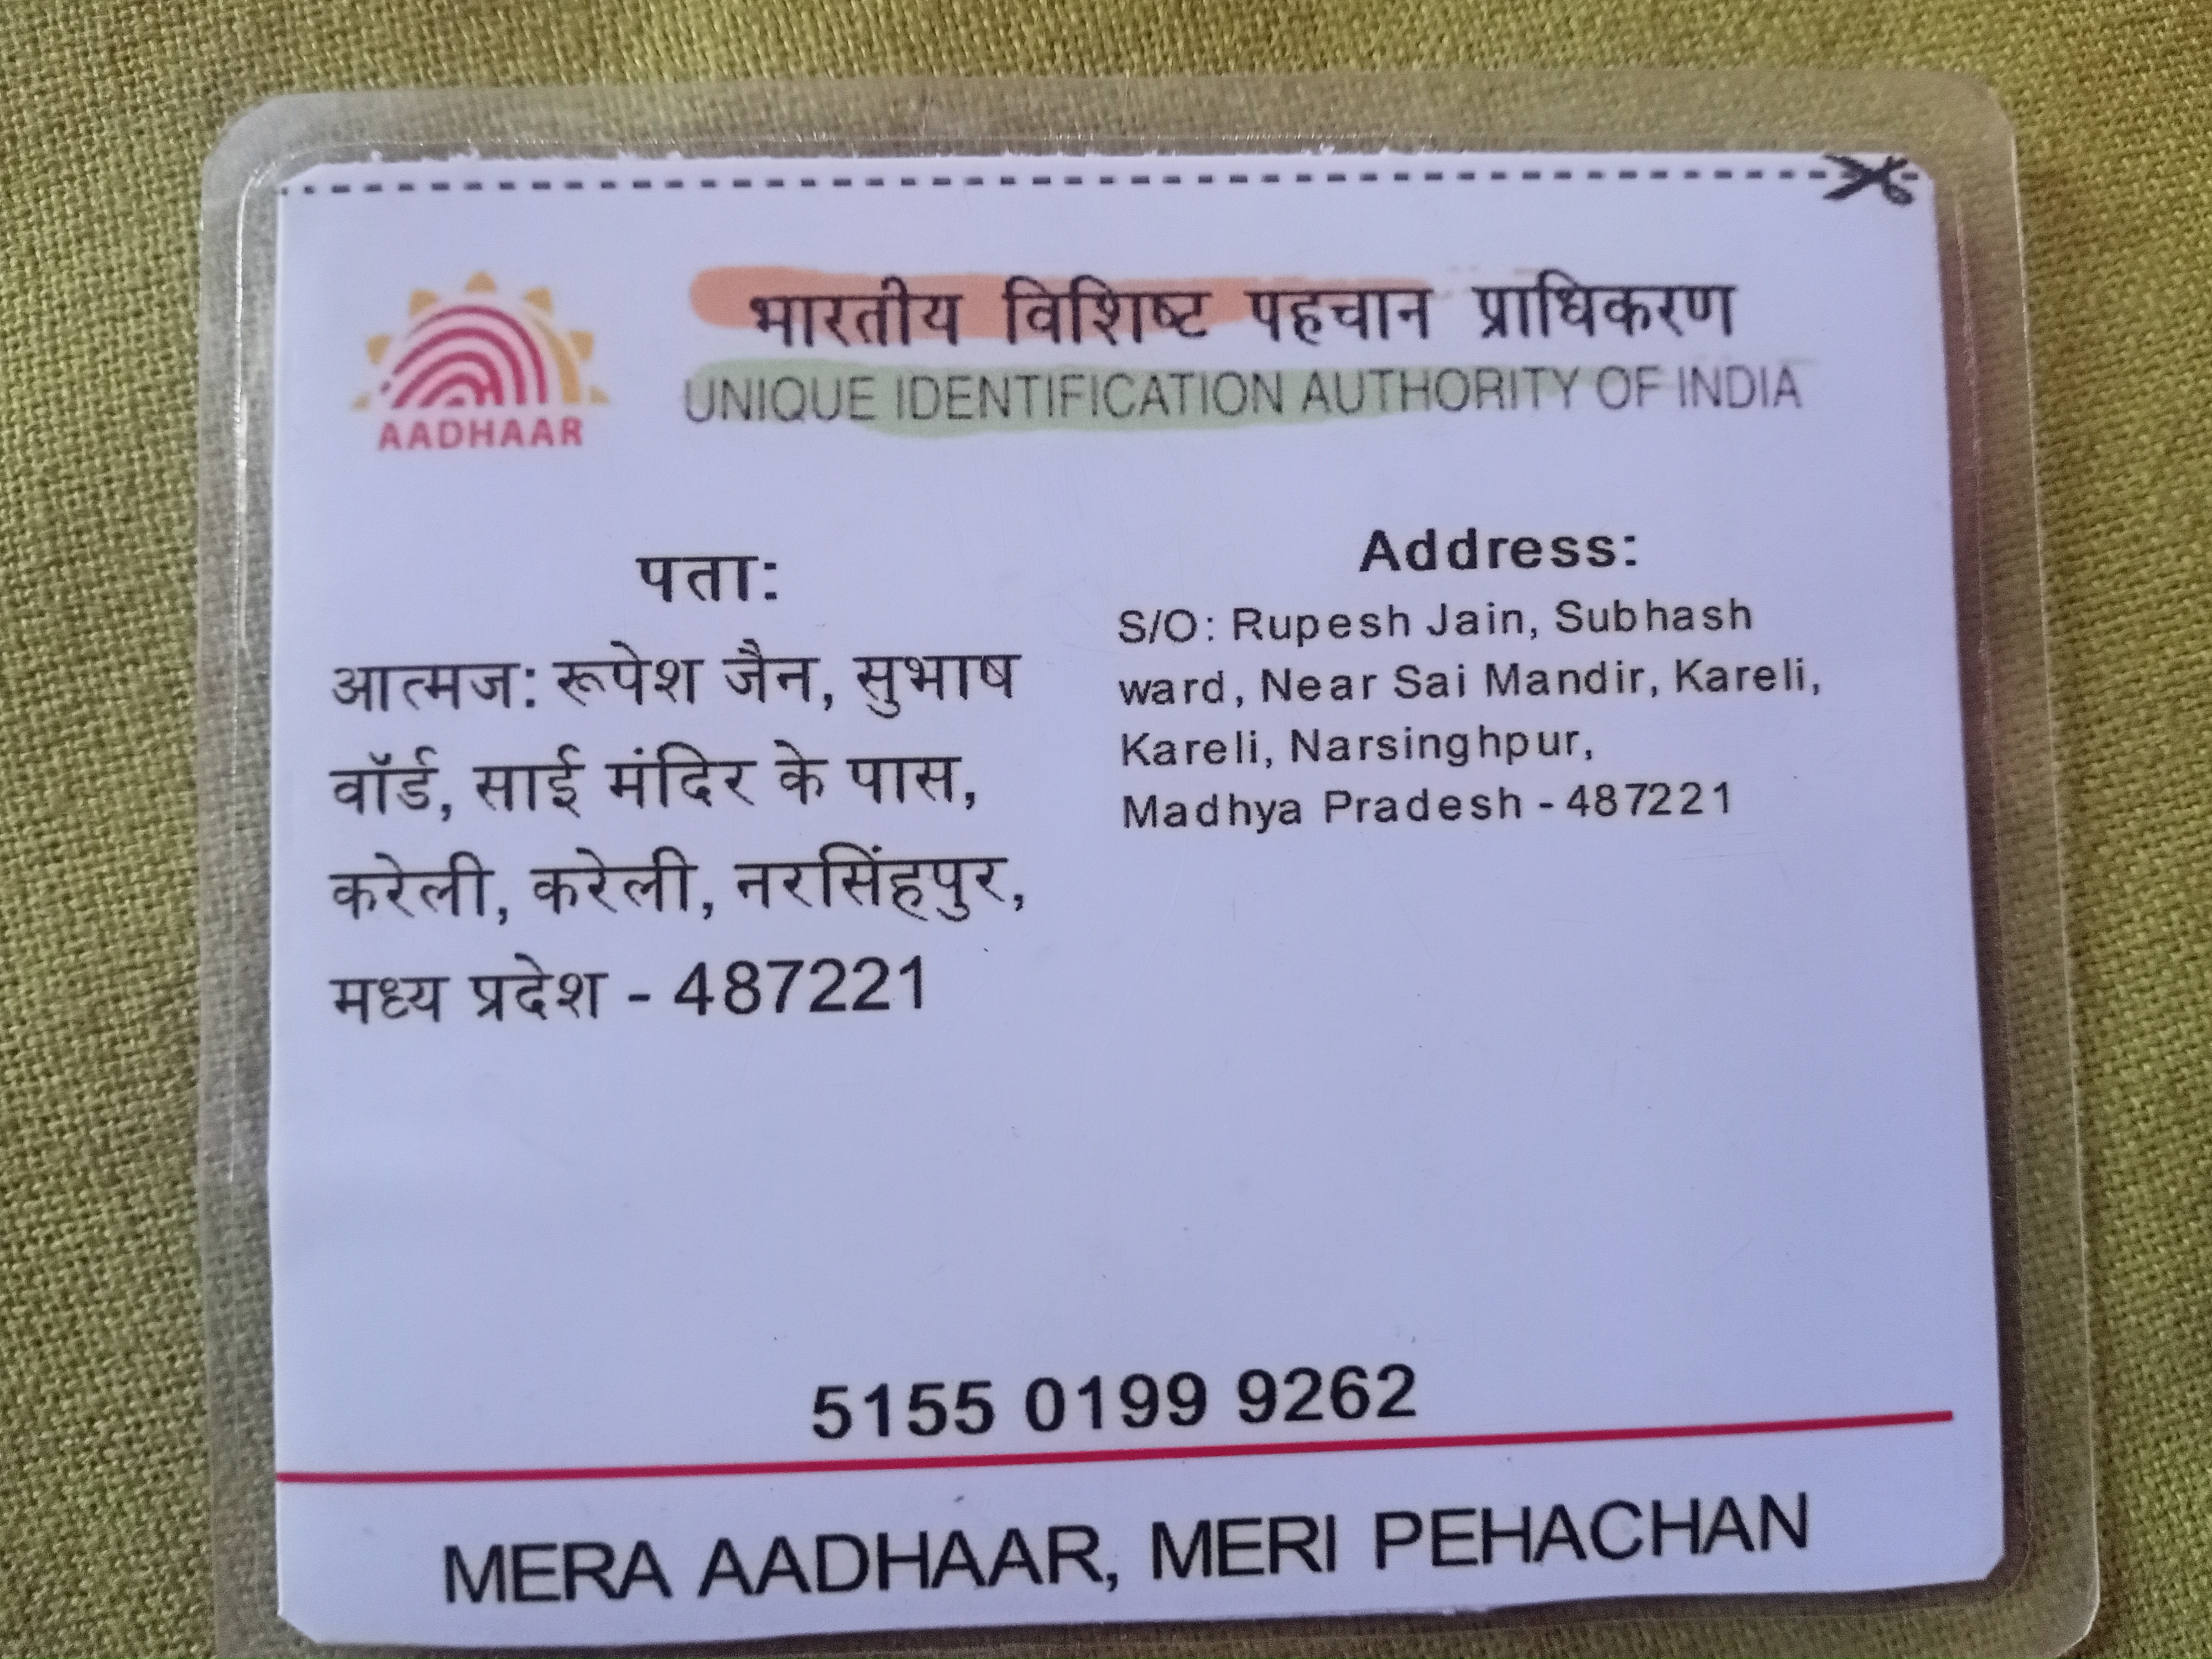 भारतीय विशिष्ट पहचान प्राधिकरण
UNIQUE IDENTIFICATION AUTHORITY OF INDIA
AADHAAR
पता:
आत्मज: रूपेश जैन, सुभाष
वॉर्ड, साई मंदिर के पास,
करेली, करेली, नरसिंहपुर,
मध्य प्रदेश - 487221
Address:
S/O: Rupesh Jain, Subhash
ward, Near Sai Mandir, Kareli,
Kareli, Narsinghpur,
Madhya Pradesh - 487221
5155 0199 9262
MERA AADHAAR, MERI PEHACHAN